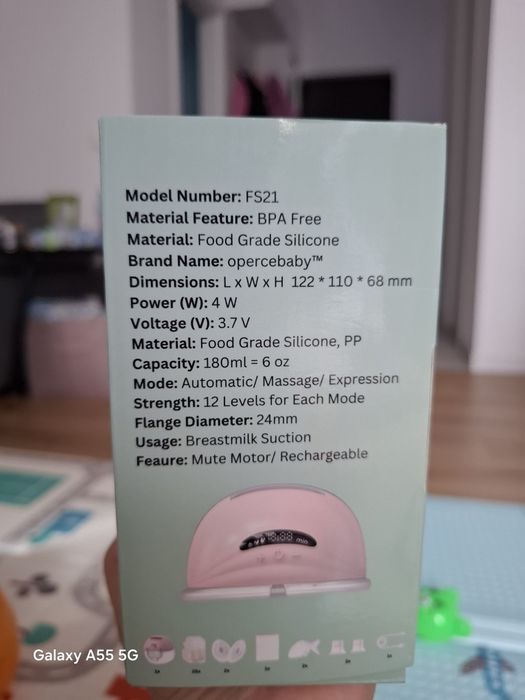 Model Number: FS21
Material Feature: BPA Free
Material: Food Grade Silicone
Brand Name: opercebaby™
Dimensions: L x W x H 122 * 110 * 68 mm
Power (W): 4 W
Voltage (V): 3.7 V
Material: Food Grade Silicone, PP
Capacity: 180ml = 6 oz
Mode: Automatic/ Massage/ Expression
Strength: 12 Levels for Each Mode
Flange Diameter: 24mm
Usage: Breastmilk Suction
Feaure: Mute Motor/ Rechargeable
min
Galaxy A55 5G